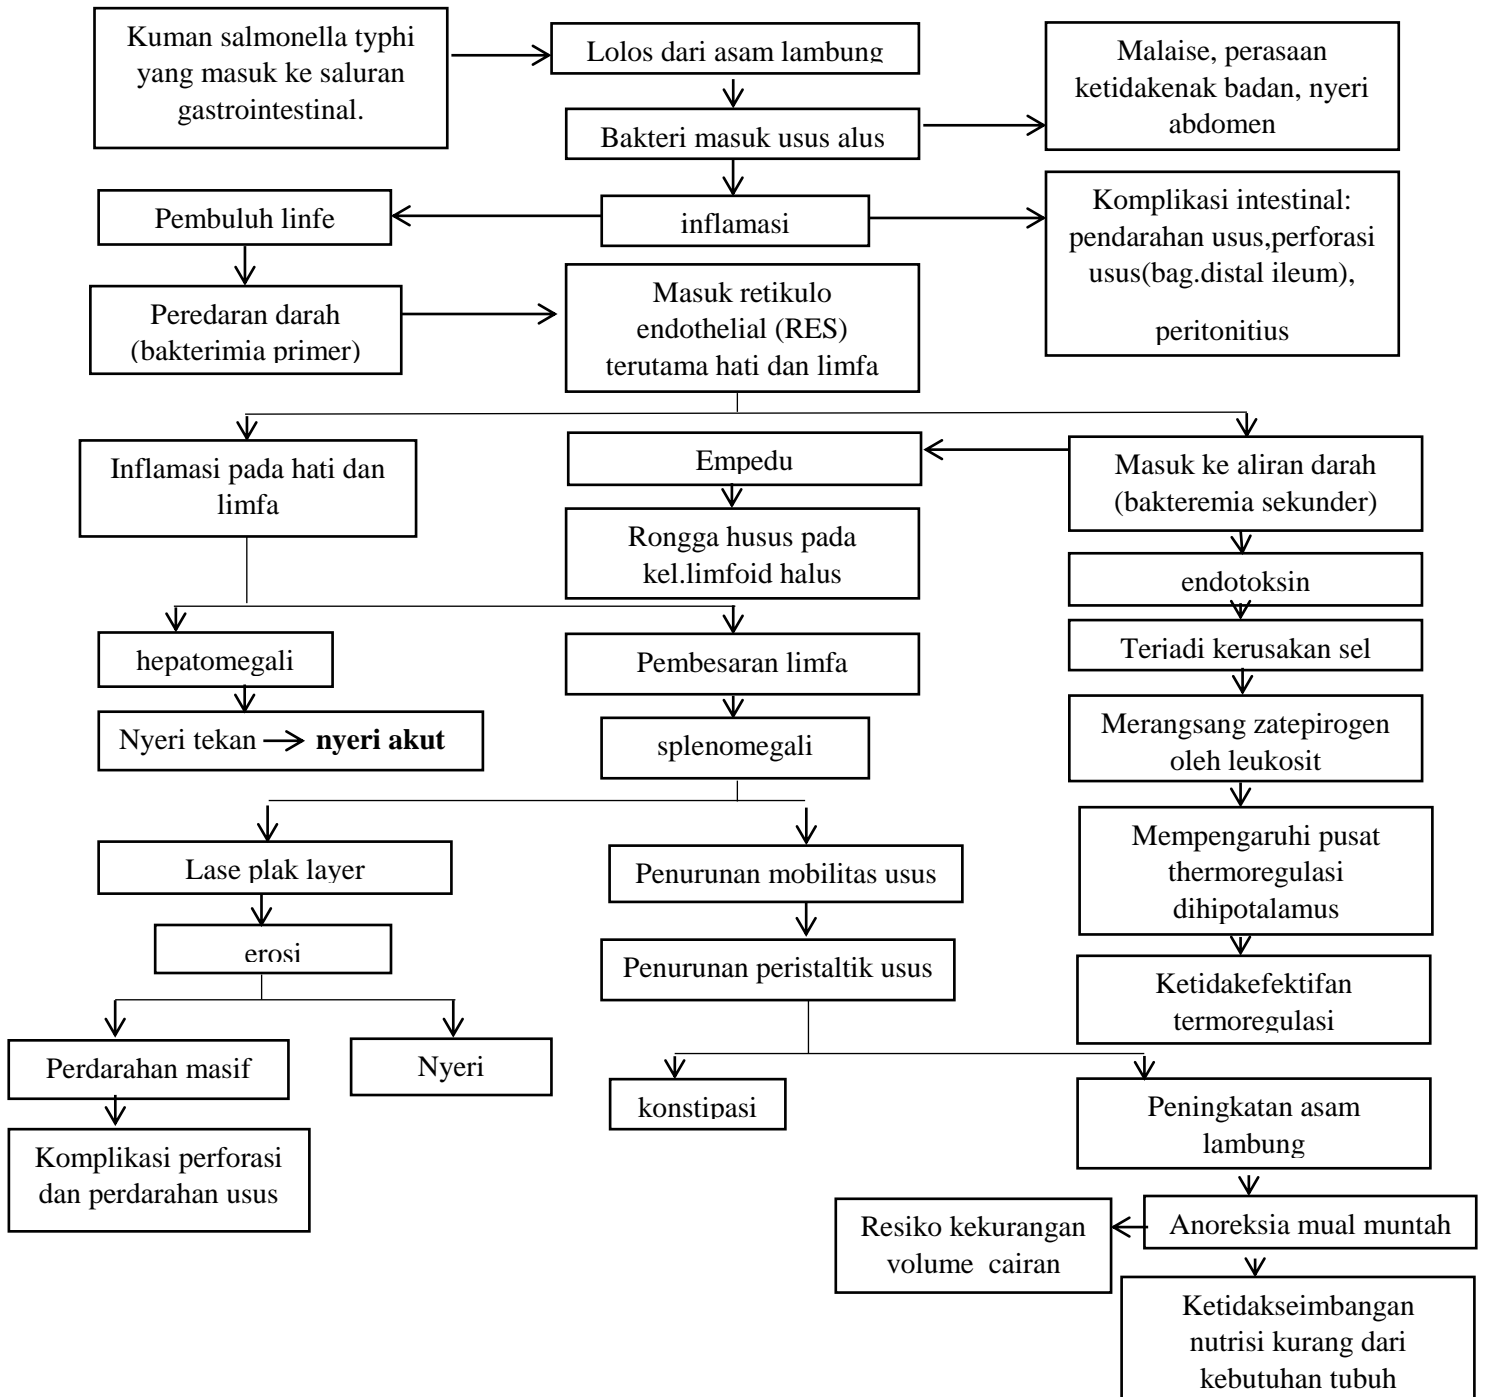 Kuman salmonella typhi
yang masuk ke saluran
gastrointestinal.
Lolos dari asam lambung
Malaise, perasaan
ketidakenak badan, nyeri
abdomen
Bakteri masuk usus alus
Pembuluh linfe
inflamasi
Komplikasi intestinal:
pendarahan usus,perforasi
usus(bag.distal ileum),
peritonitius
Peredaran darah
(bakterimia primer)
Masuk retikulo
endothelial (RES)
terutama hati dan limfa
Inflamasi pada hati dan
limfa
Empedu
Masuk ke aliran darah
(bakteremia sekunder)
Rongga husus pada
kel.limfoid halus
endotoksin
hepatomegali
Pembesaran limfa
Terjadi kerusakan sel
Nyeri tekan nyeri akut
splenomegali
Merangsang zatepirogen
oleh leukosit
Lase plak layer
Penurunan mobilitas usus
Mempengaruhi pusat
thermoregulasi
dihipotalamus
erosi
Penurunan peristaltik usus
Ketidakefektifan
termoregulasi
Perdarahan masif
Nyeri
konstipasi
Peningkatan asam
lambung
Komplikasi perforasi
dan perdarahan usus
Resiko kekurangan
volume cairan
Anoreksia mual muntah
Ketidakseimbangan
nutrisi kurang dari
kebutuhan tubuh